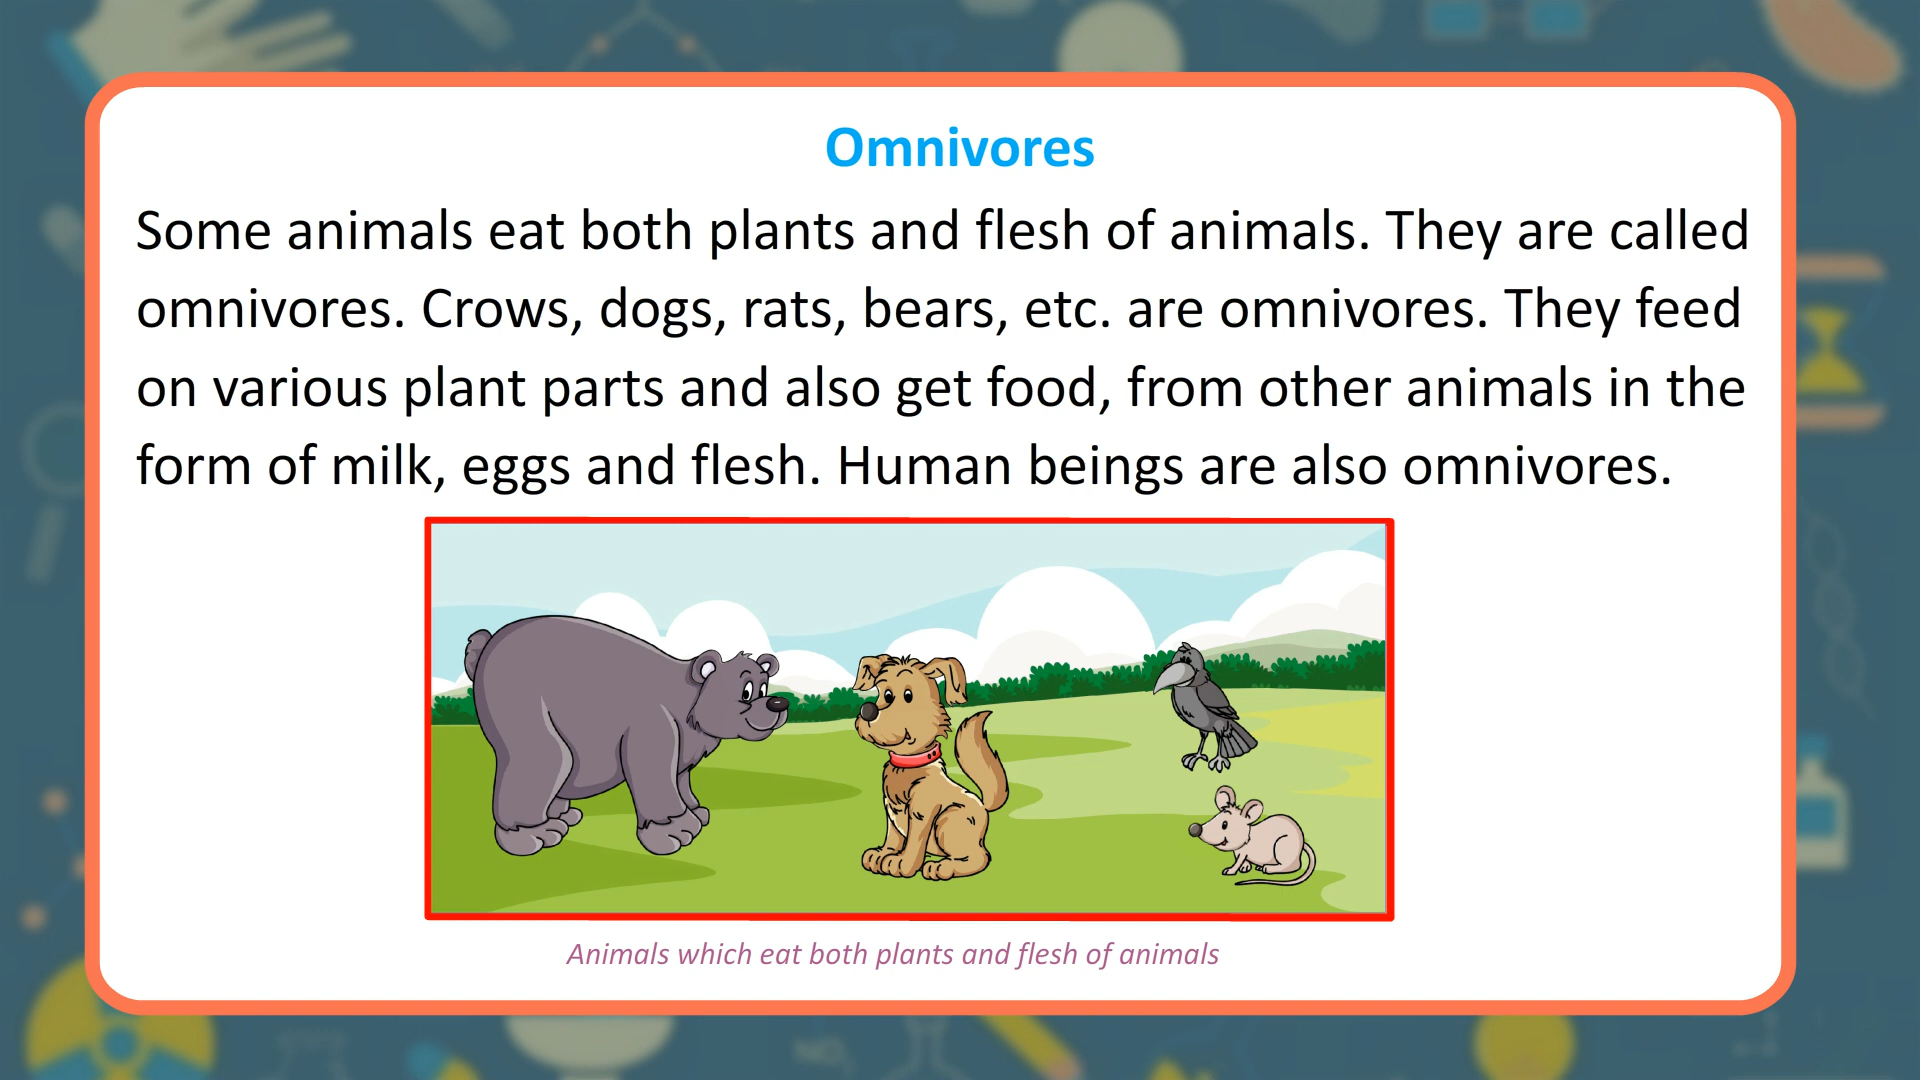 Omnivores
Some animals eat both plants and flesh of animals. They are called
omnivores. Crows, dogs, rats, bears, etc. are omnivores. They feed
on various plant parts and also get food, from other animals in the
form of milk, eggs and flesh. Human beings are also omnivores.
Animals which eat both plants and flesh of animals